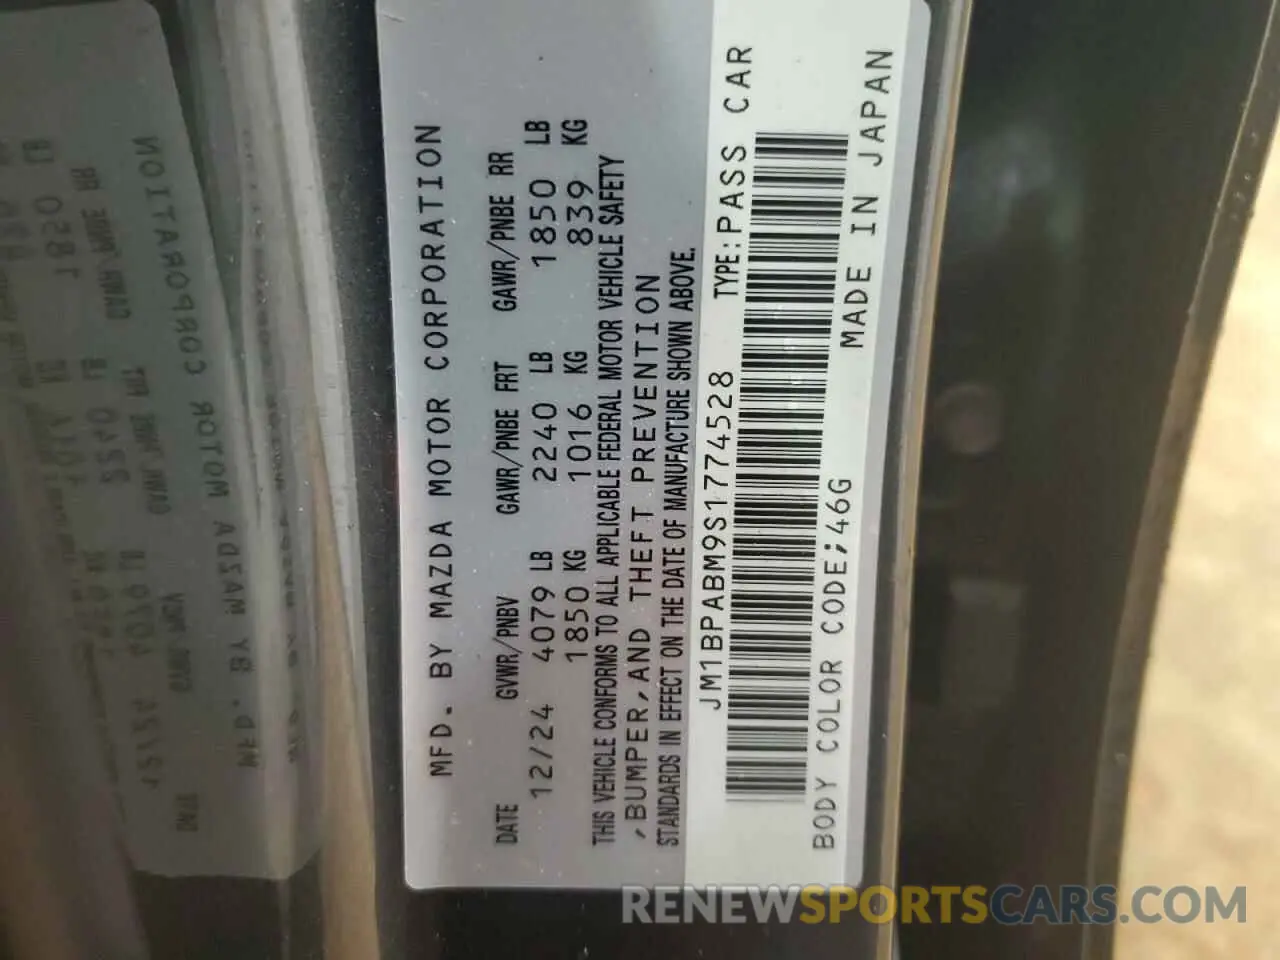 MFD. BY MAZDA MOTOR CORPORATION
DATE GVWR/PNBV GAWR/PNBE FRT GAWR/PNBE RR
12/24 4079 LB 2240 LB 1850 LB
1850 KG 1016 KG 839 KG
THIS VEHICLE CONFORMS TO ALL APPLICABLE FEDERAL MOTOR VEHICLE SAFETY
,BUMPER,AND THEFT PREVENTION
STANDARDS IN EFFECT ON THE DATE OF MANUFACTURE SHOWN ABOVE.
JM1BPABM9S1774528 TYPE:PASS CAR
BODY COLOR CODE;46G MADE IN JAPAN
RENEWSPORTSCARS.COM